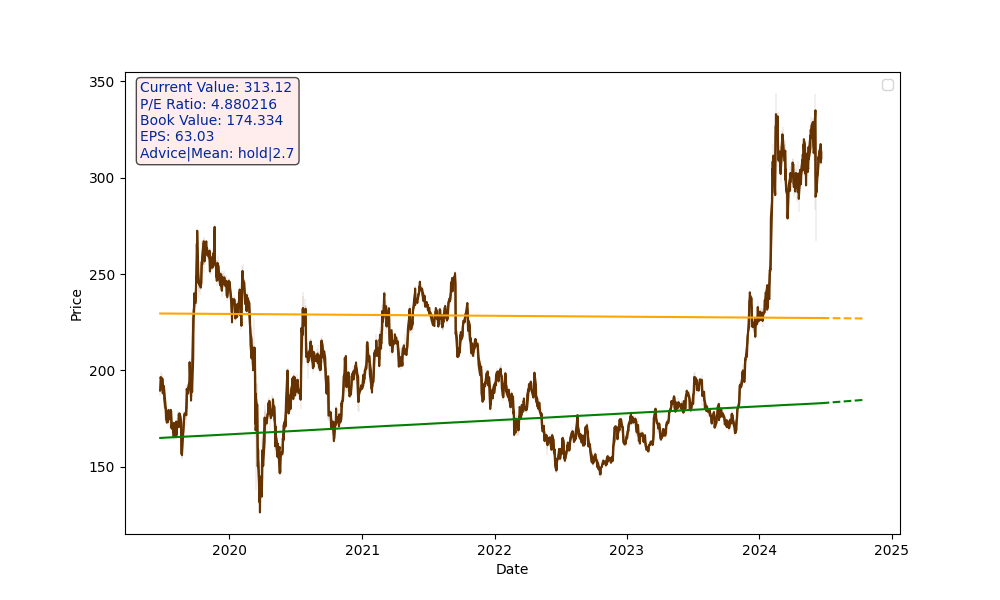 350
300
250
200
150
Price
Current Value: 313.12
P/E Ratio: 4.880216
Book Value: 174.334
EPS: 63.03
Advice|Mean: hold|2.7
2020
2021
2022
2023
2024
2025
Date